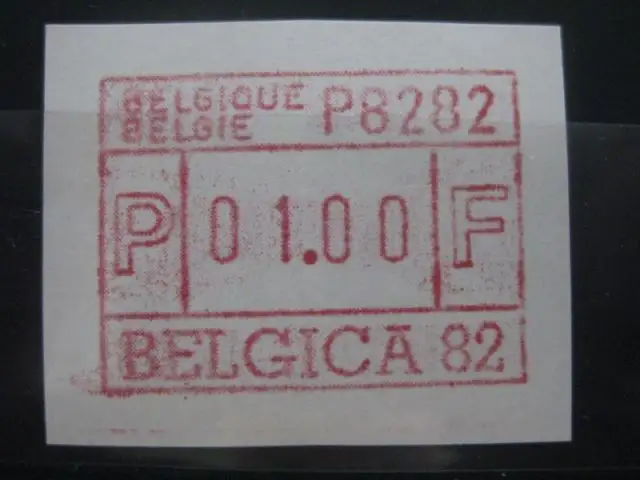 BELGIQUE P8282
BELGIE
P 01.00 F
BELGICA 82